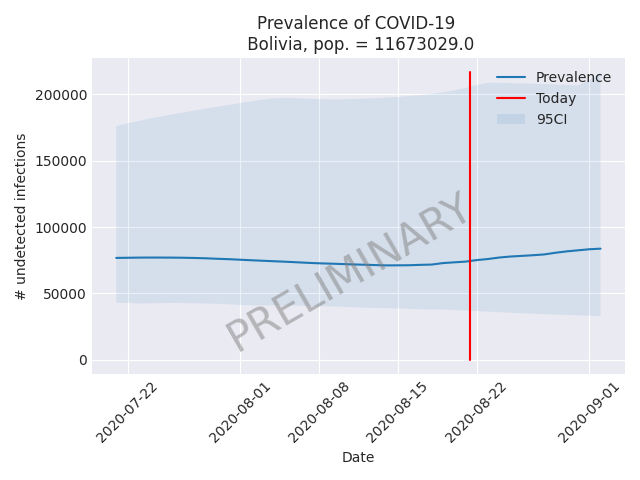 Prevalence of COVID-19
Bolivia, pop. = 11673029.0
Prevalence
Today
95CI
# undetected infections
200000
150000
100000
50000
0
PRELIMINARY
2020-07-22
2020-08-01
2020-08-08
2020-08-15
2020-08-22
2020-09-01
Date